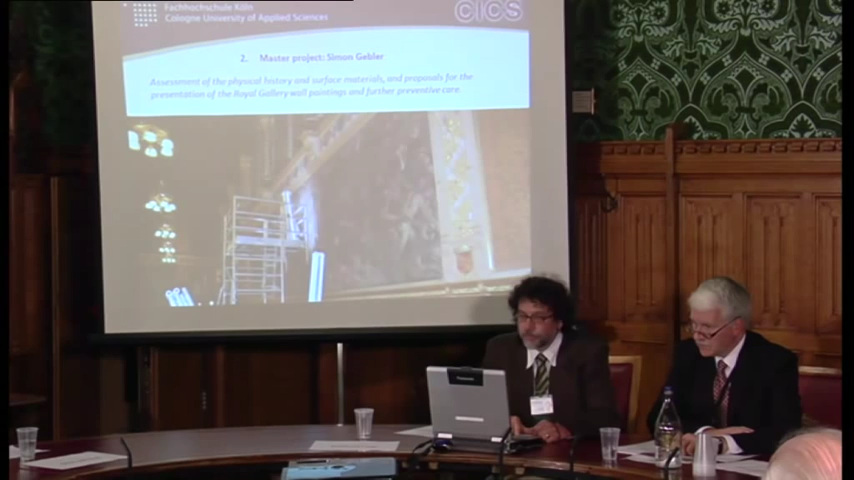 Fachhochschule Köln
Cologne University of Applied Sciences
CICS
2. Master project: Simon Gebler
Assessment of the physical history and surface materials, and proposals for the
presentation of the Royal Gallery wall paintings and further preventive care.